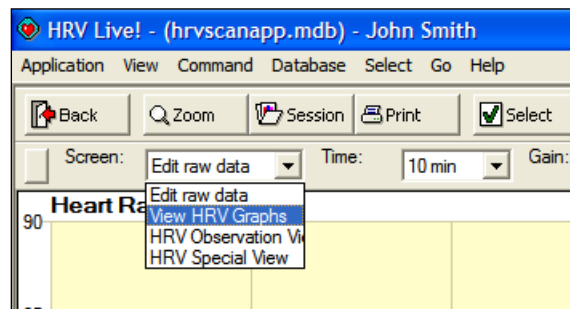 HRV Live! - (hrvscanapp.mdb) - John Smith
Application View Command Database Select Go Help
Back Zoom Session Print Select
Screen: Edit raw data Time: 10 min Gain:
Edit raw data
Heart
90
View HRV Graphs
HRV Observation
HRV Special View